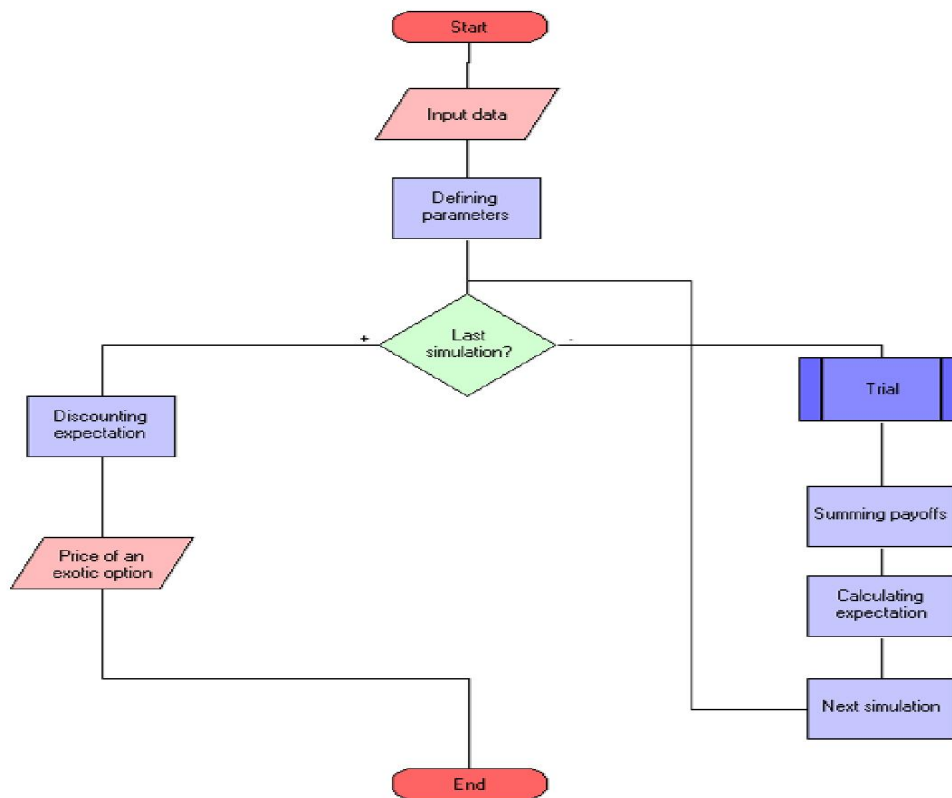 Start
Input data
Defining
parameters
Last
simulation?
+
-
Discounting
expectation
Trial
Summing payoffs
Price of an
exotic option
Calculating
expectation
Next simulation
End